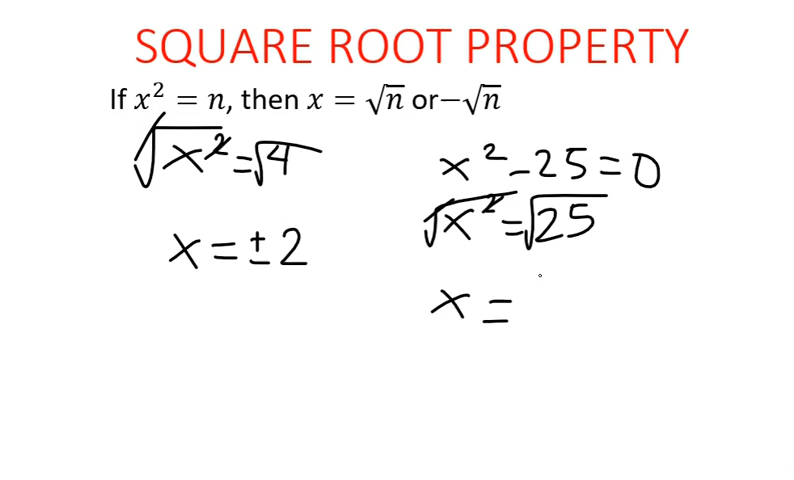 SQUARE ROOT PROPERTY
If x² = n, then x = √n or−√n
√x² = √4
x = ± 2
x² − 25 = 0
√x² = √25
x =